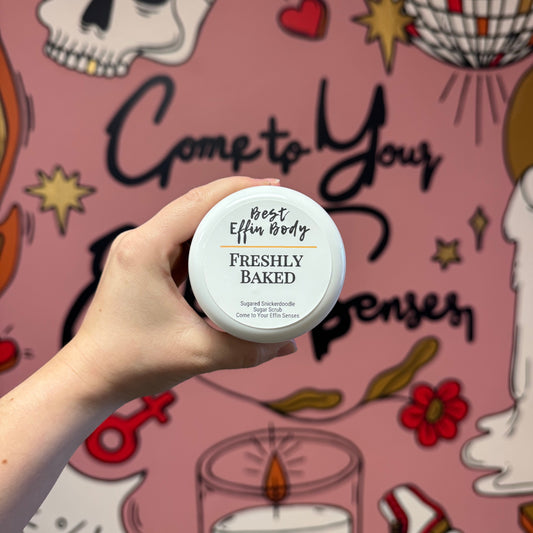 Come to Your
Senses
Best
Effin Body
FRESHLY
BAKED
Sugared Snickerdoodle
Sugar Scrub
Come to Your Effin Senses